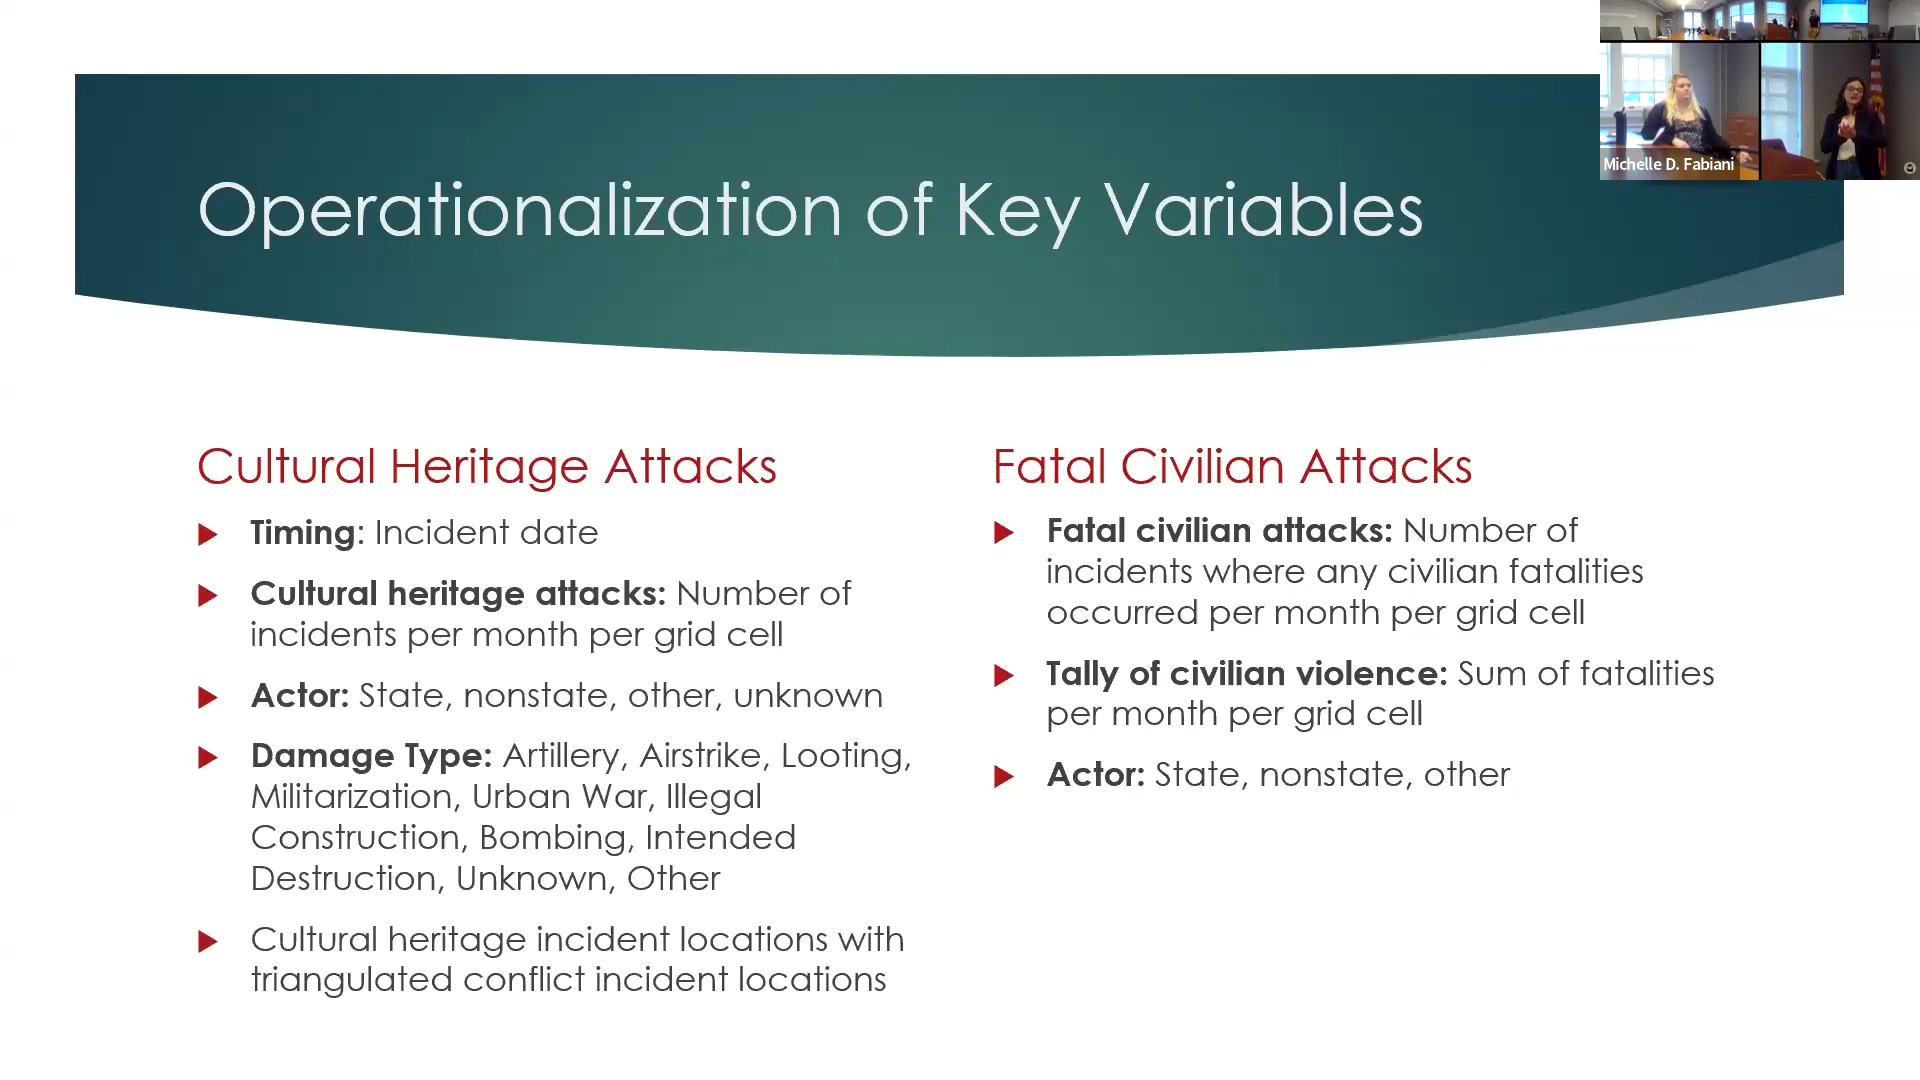 Michelle D. Fabiani
Operationalization of Key Variables
Cultural Heritage Attacks
Timing: Incident date
Cultural heritage attacks: Number of
incidents per month per grid cell
Actor: State, nonstate, other, unknown
Damage Type: Artillery, Airstrike, Looting,
Militarization, Urban War, Illegal
Construction, Bombing, Intended
Destruction, Unknown, Other
Cultural heritage incident locations with
triangulated conflict incident locations
Fatal Civilian Attacks
Fatal civilian attacks: Number of
incidents where any civilian fatalities
occurred per month per grid cell
Tally of civilian violence: Sum of fatalities
per month per grid cell
Actor: State, nonstate, other